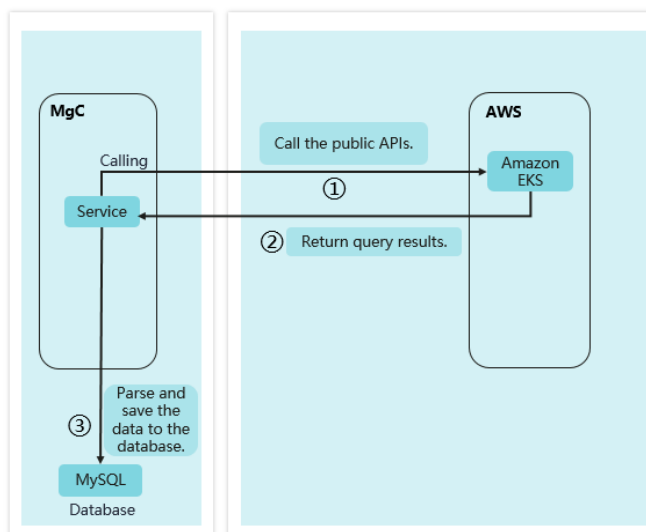 MgC
AWS
Call the public APIs.
Calling
Amazon
EKS
①
Service
② Return query results.
Parse and
save the
③ data to the
database.
MySQL
Database